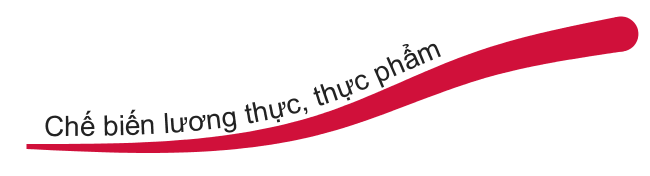 Chế biến lương thực, thực phẩm